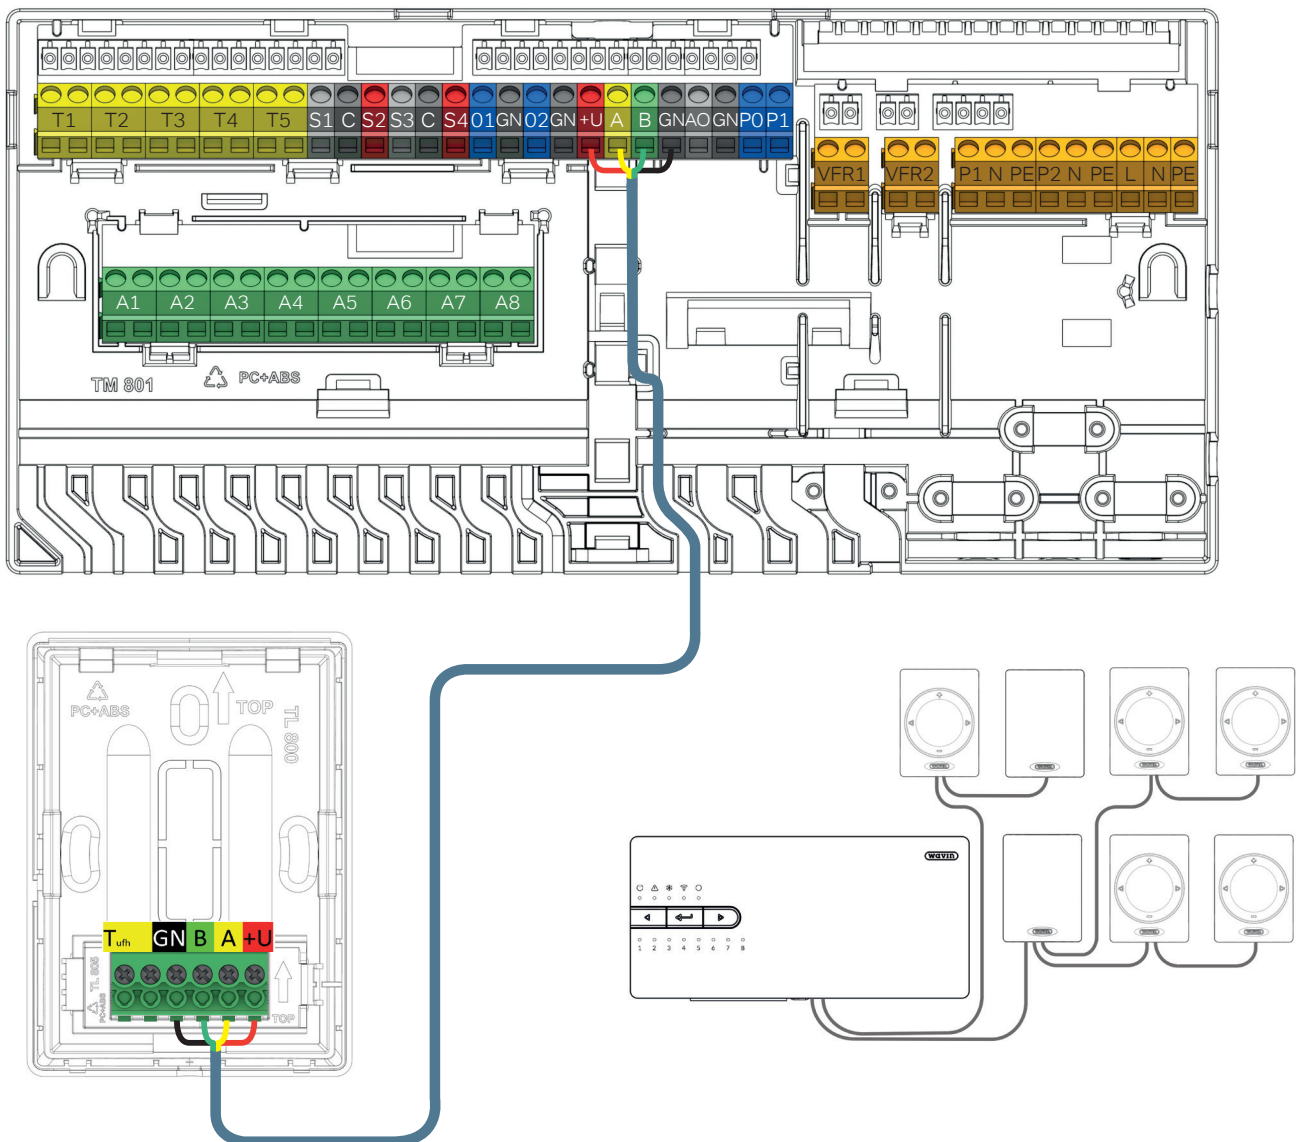 T1 T2 T3 T4 T5 S1 C S2 S3 C S4 01 GN 02 GN +U A B GN AO GN P0 P1
VFR1 VFR2 P1 N PE P2 N PE L N PE
A1 A2 A3 A4 A5 A6 A7 A8
TM 801 PC+ABS
PC+ABS
TOP
TL 800
Tufh GN B A +U
TL 805
PC+ABS
TOP
wavin
1 2 3 4 5 6 7 8